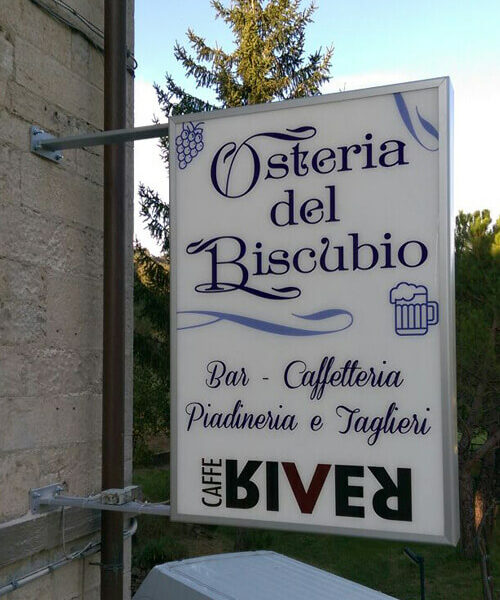 Osteria
del
Biscubio
Bar - Caffetteria
Piadineria e Taglieri
CAFFE RIVER